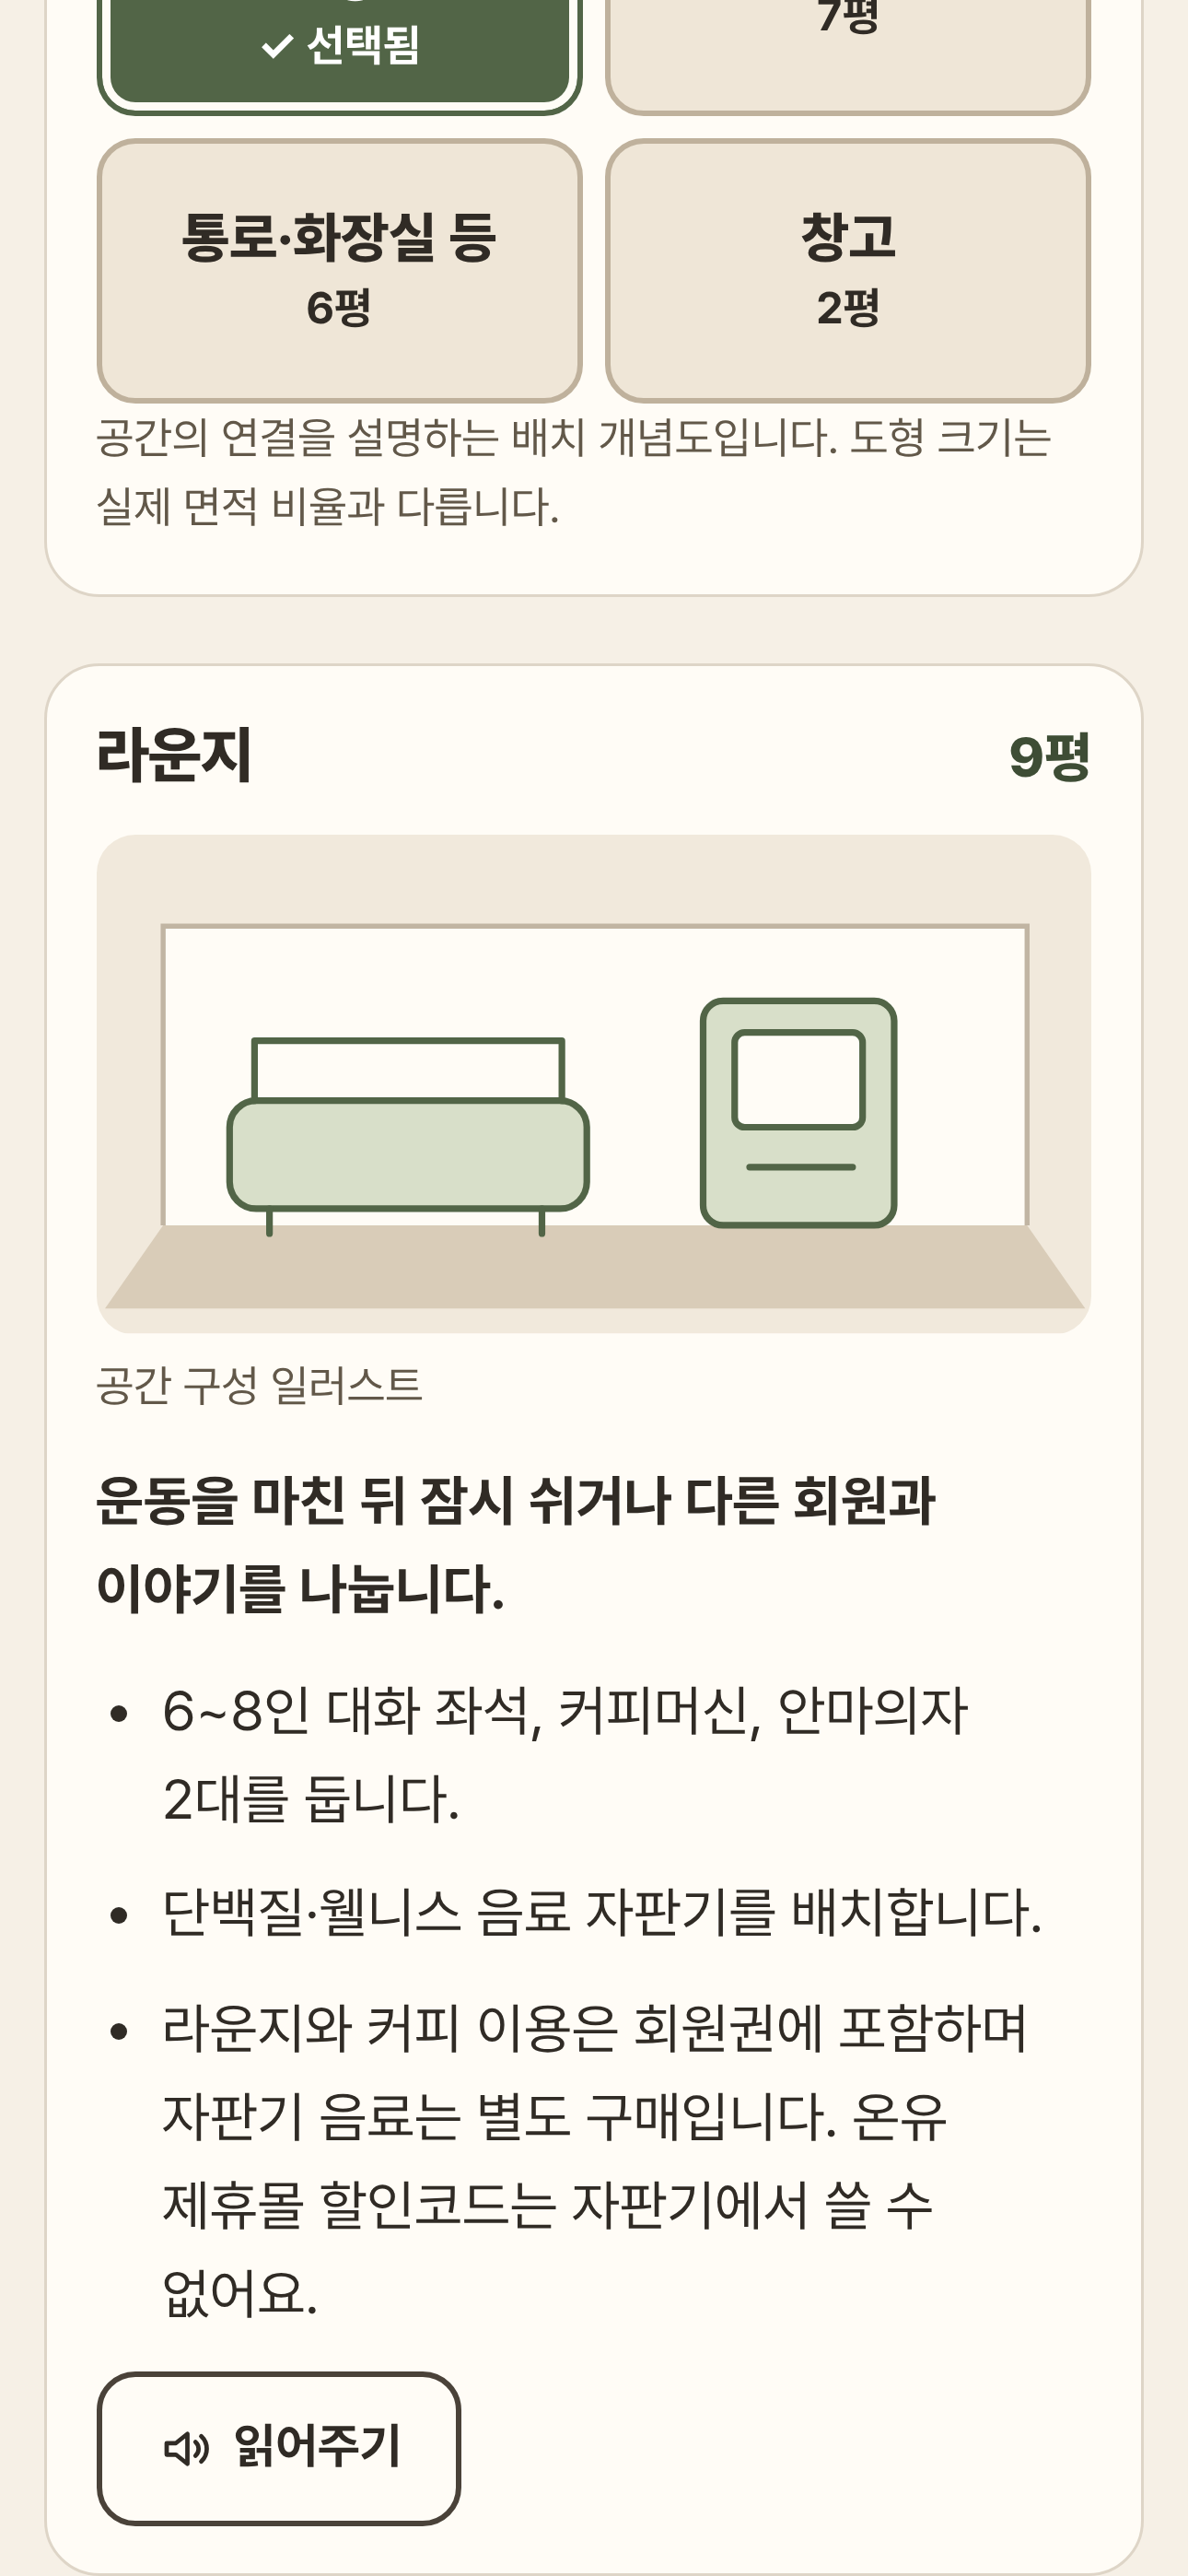 ✓ 선택됨
7평
통로·화장실 등
창고
6평
2평
공간의 연결을 설명하는 배치 개념도입니다. 도형 크기는
실제 면적 비율과 다릅니다.
라운지
9평
공간 구성 일러스트
운동을 마친 뒤 잠시 쉬거나 다른 회원과
이야기를 나눕니다.
• 6~8인 대화 좌석, 커피머신, 안마의자
2대를 둡니다.
• 단백질·웰니스 음료 자판기를 배치합니다.
• 라운지와 커피 이용은 회원권에 포함하며
자판기 음료는 별도 구매입니다. 온유
제휴몰 할인코드는 자판기에서 쓸 수
없어요.
읽어주기